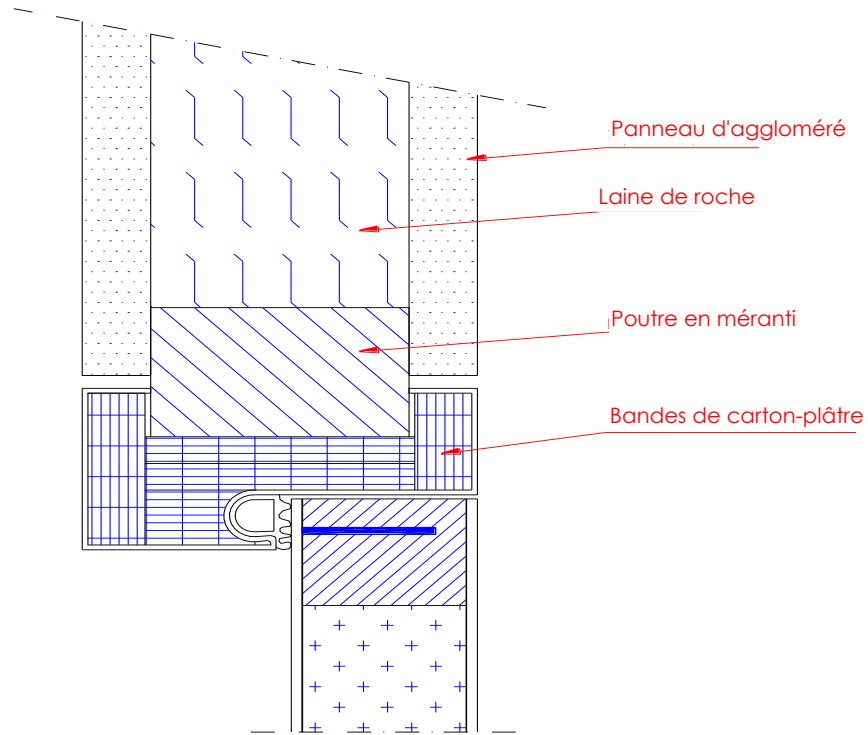 Panneau d'aggloméré
Laine de roche
Poutre en méranti
Bandes de carton-plâtre